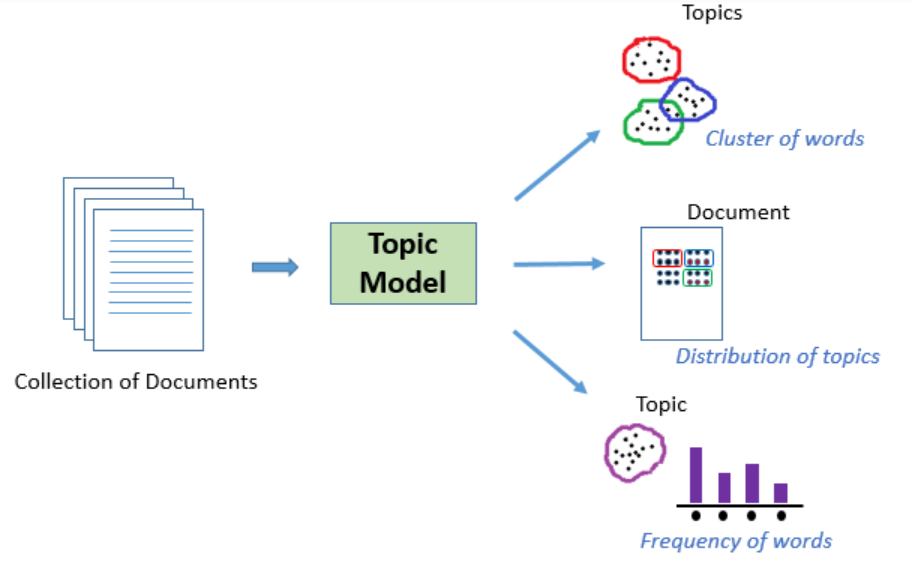 Topics
Cluster of words
Document
Topic
Model
Distribution of topics
Collection of Documents
Topic
Frequency of words